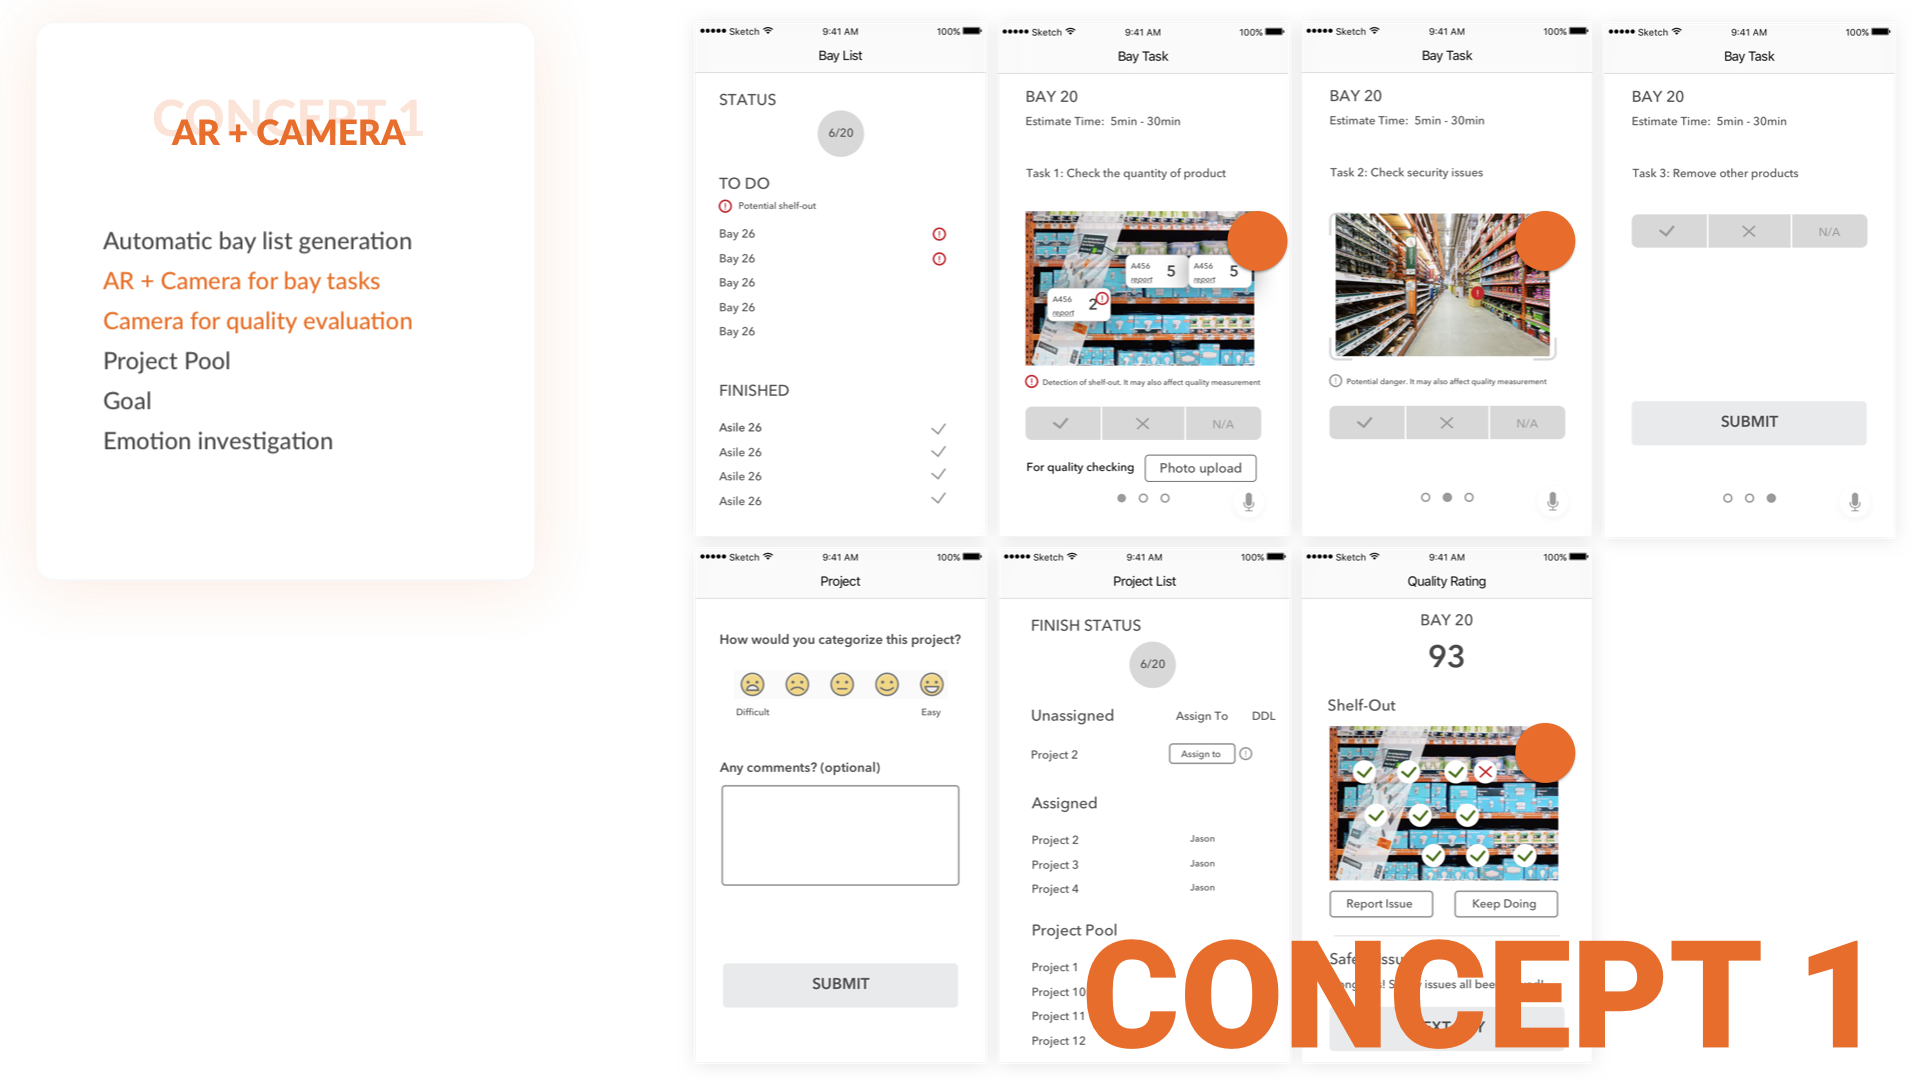 CONCEPT 1
AR + CAMERA
Automatic bay list generation
AR + Camera for bay tasks
Camera for quality evaluation
Project Pool
Goal
Emotion investigation
Sketch 9:41 AM 100%
Bay List
STATUS
6/20
TO DO
Potential shelf-out
Bay 26
Bay 26
Bay 26
Bay 26
Bay 26
FINISHED
Asile 26
Asile 26
Asile 26
Asile 26
Sketch 9:41 AM 100%
Bay Task
BAY 20
Estimate Time: 5min - 30min
Task 1: Check the quantity of product
A456 5
report
A456 5
report
A456 2
report
Detection of shelf-out. It may also affect quality measurement
N/A
For quality checking Photo upload
Sketch 9:41 AM 100%
Bay Task
BAY 20
Estimate Time: 5min - 30min
Task 2: Check security issues
Potential danger. It may also affect quality measurement
N/A
Sketch 9:41 AM 100%
Bay Task
BAY 20
Estimate Time: 5min - 30min
Task 3: Remove other products
N/A
SUBMIT
Sketch 9:41 AM 100%
Project
How would you categorize this project?
Difficult Easy
Any comments? (optional)
SUBMIT
Sketch 9:41 AM 100%
Project List
FINISH STATUS
6/20
Unassigned Assign To DDL
Project 2 Assign to
Assigned
Project 2 Jason
Project 3 Jason
Project 4 Jason
Project Pool
Project 1
Project 10
Project 11
Project 12
Sketch 9:41 AM 100%
Quality Rating
BAY 20
93
Shelf-Out
Report Issue Keep Doing
issues all
CONCEPT 1